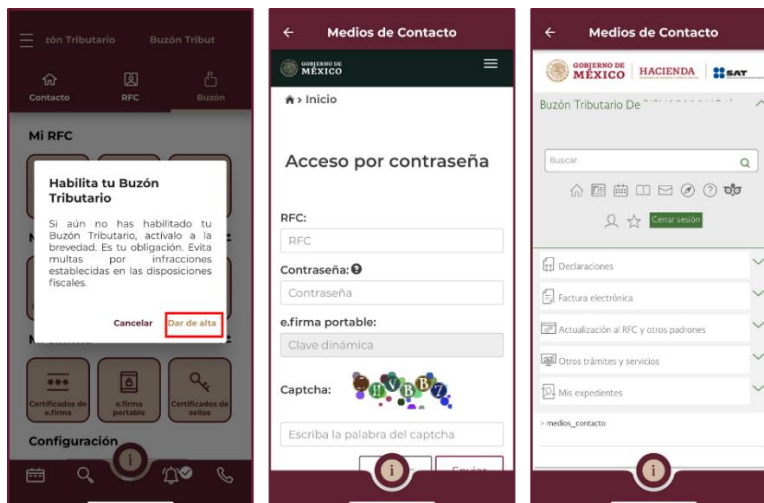 zón Tributario Buzón Tribut
Contacto RFC Buzón
Mi RFC
Habilita tu Buzón
Tributario
Si aún no has habilitado tu
Buzón Tributario, actívalo a la
brevedad. Es tu obligación. Evita
multas por infracciones
establecidas en las disposiciones
fiscales.
Cancelar Dar de alta
Certificados de
e.firma
e.firma
portable
Certificados de
sellos
Configuración
i
Medios de Contacto
GOBIERNO DE
MÉXICO
> Inicio
Acceso por contraseña
RFC:
RFC
Contraseña:
Contraseña
e.firma portable:
Clave dinámica
Captcha:
Escriba la palabra del captcha
Enviar
i
Medios de Contacto
GOBIERNO DE
MÉXICO
HACIENDA
SAT
Buzón Tributario De
Buscar
Cerrar sesión
Declaraciones
Factura electrónica
Actualización al RFC y otros padrones
Otros trámites y servicios
Mis expedientes
> medios_contacto
i